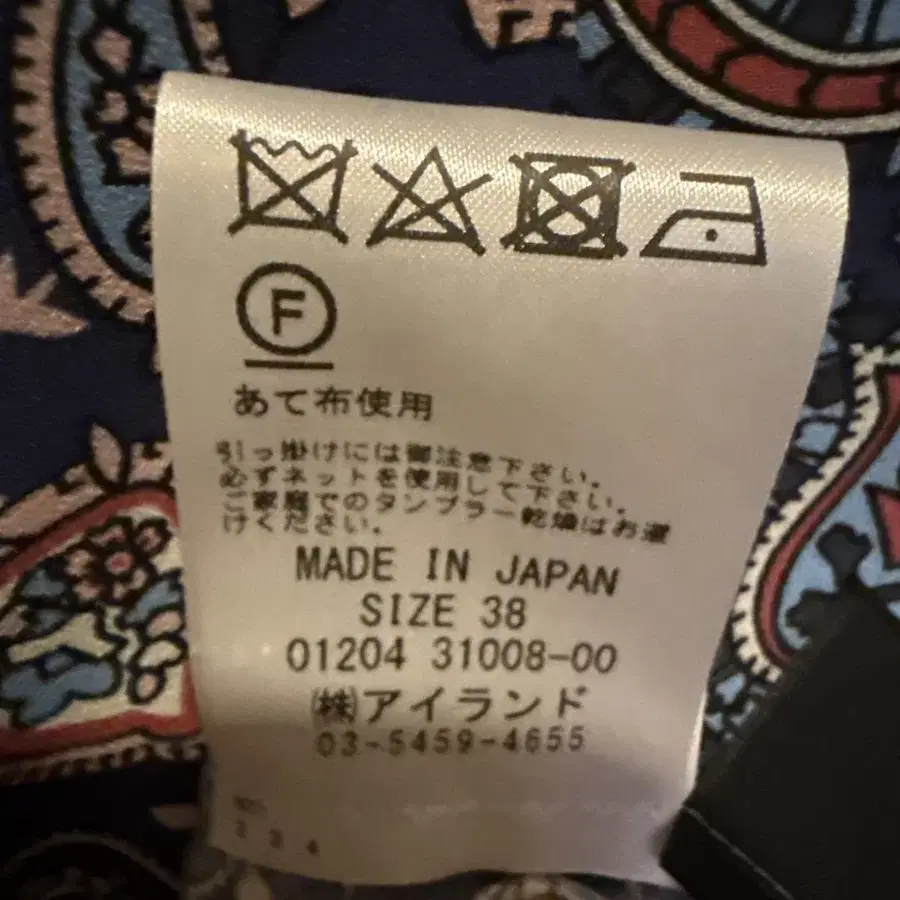 F
あて布使用
引っ掛けには御注意下さい。
必ずネットを使用して下さい。
ご家庭でのタンブラー乾燥はお避
けください。
MADE IN JAPAN
SIZE 38
01204 31008-00
㈱アイランド
03-5459-4655